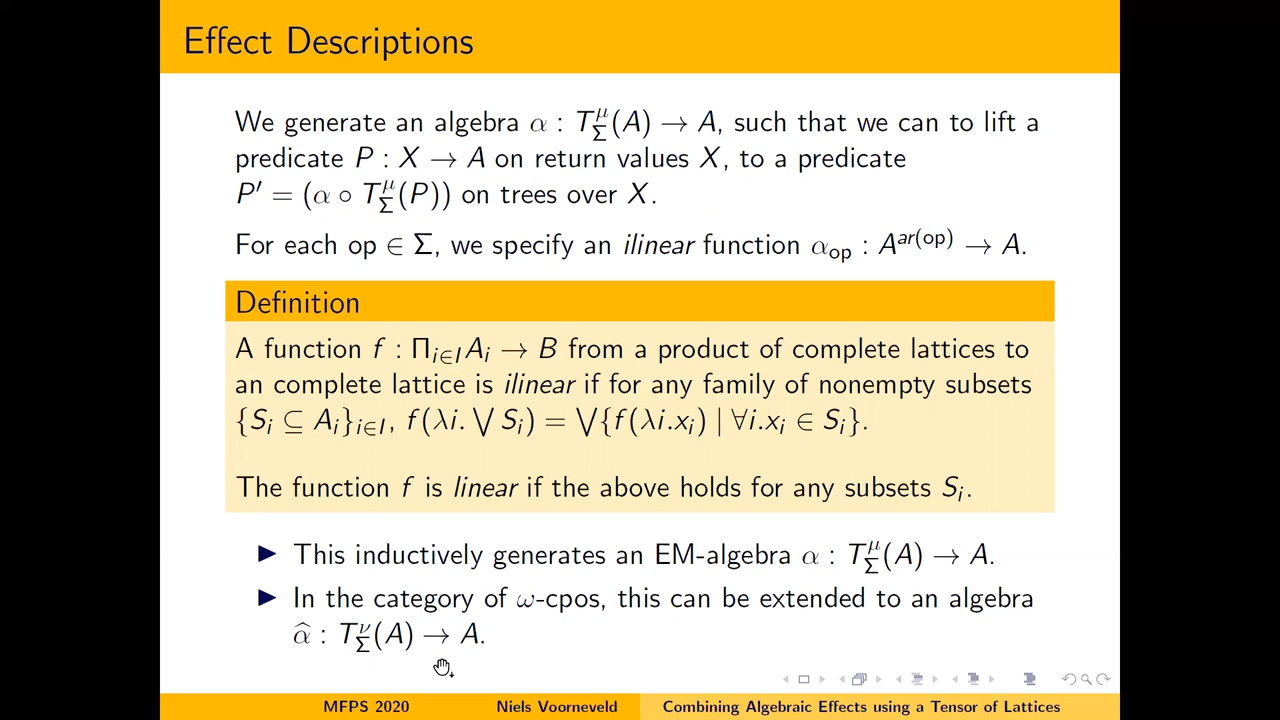 Effect Descriptions
We generate an algebra α : T^μ_Σ(A) → A, such that we can to lift a
predicate P : X → A on return values X, to a predicate
P′ = (α ∘ T^μ_Σ(P)) on trees over X.
For each op ∈ Σ, we specify an ilinear function α_op : A^ar(op) → A.
Definition
A function f : Π_{i∈I} A_i → B from a product of complete lattices to
an complete lattice is ilinear if for any family of nonempty subsets
{S_i ⊆ A_i}_{i∈I}, f(λi. ⋁ S_i) = ⋁{f(λi.x_i) | ∀i.x_i ∈ S_i}.
The function f is linear if the above holds for any subsets S_i.
▶ This inductively generates an EM-algebra α : T^μ_Σ(A) → A.
▶ In the category of ω-cpos, this can be extended to an algebra
α̂ : T^ν_Σ(A) → A.
MFPS 2020 Niels Voorneveld Combining Algebraic Effects using a Tensor of Lattices